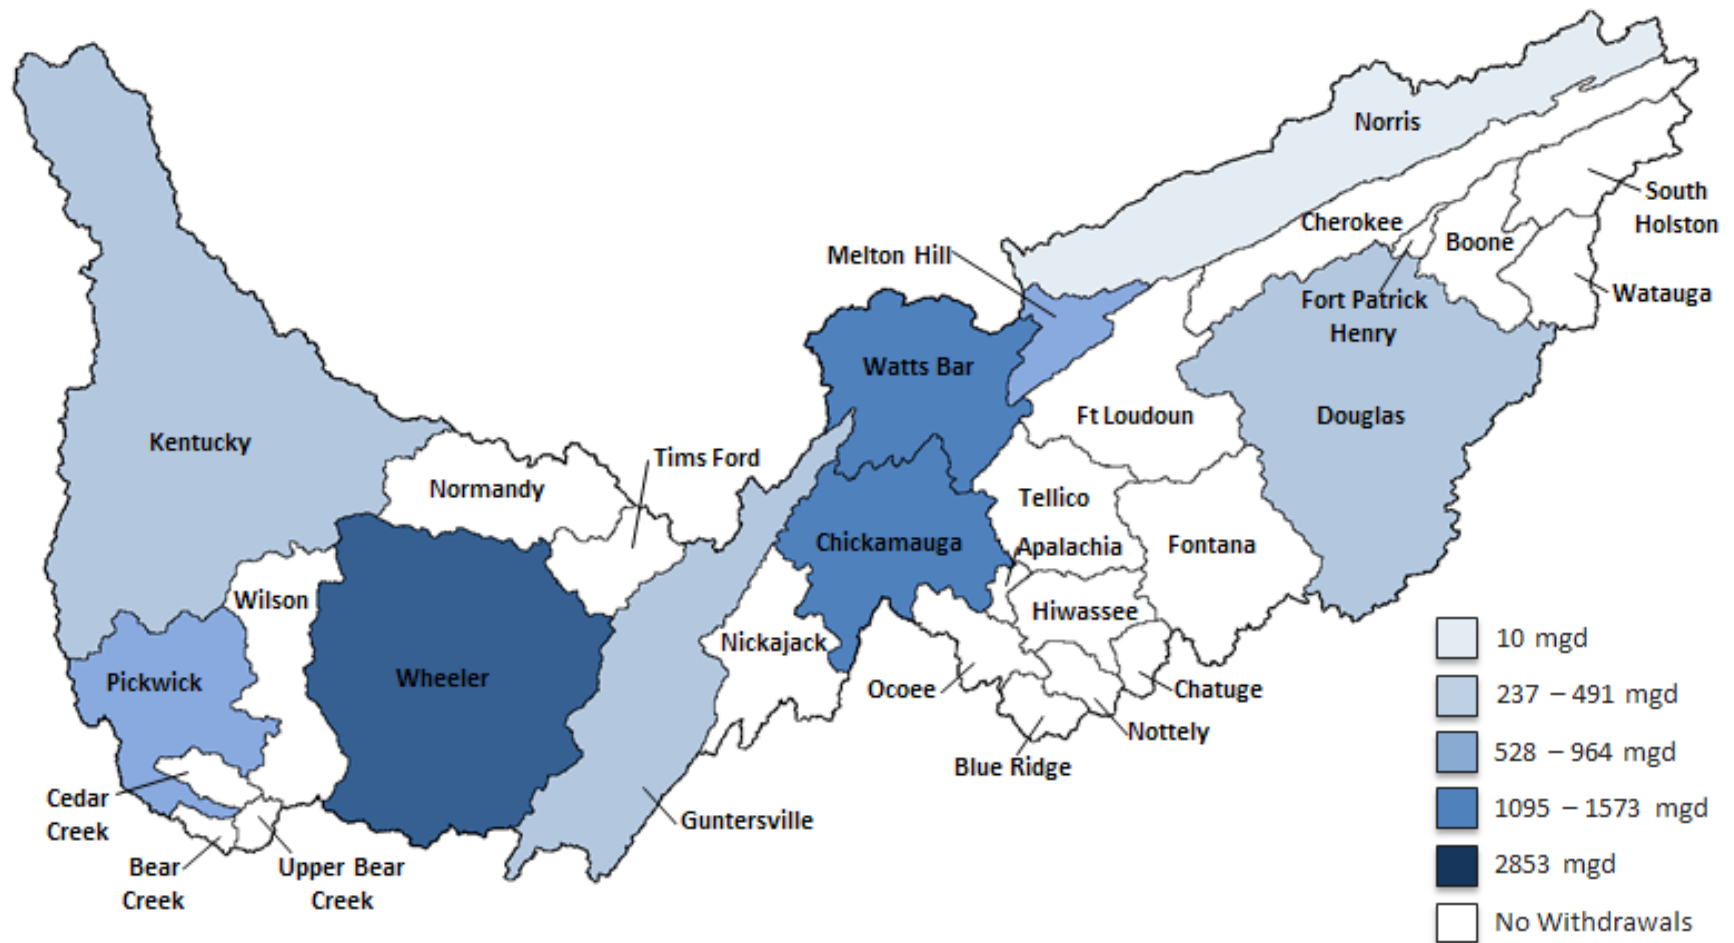 Norris
South
Holston
Cherokee
Boone
Melton Hill
Watauga
Fort Patrick
Henry
Watts Bar
Ft Loudoun
Douglas
Kentucky
Tims Ford
Normandy
Tellico
Chickamauga
Apalachia
Fontana
Wilson
Hiwassee
Nickajack
Pickwick
Wheeler
Ocoee
Chatuge
Nottely
Blue Ridge
Cedar
Creek
Guntersville
Bear
Creek
Upper Bear
Creek
10 mgd
237 – 491 mgd
528 – 964 mgd
1095 – 1573 mgd
2853 mgd
No Withdrawals